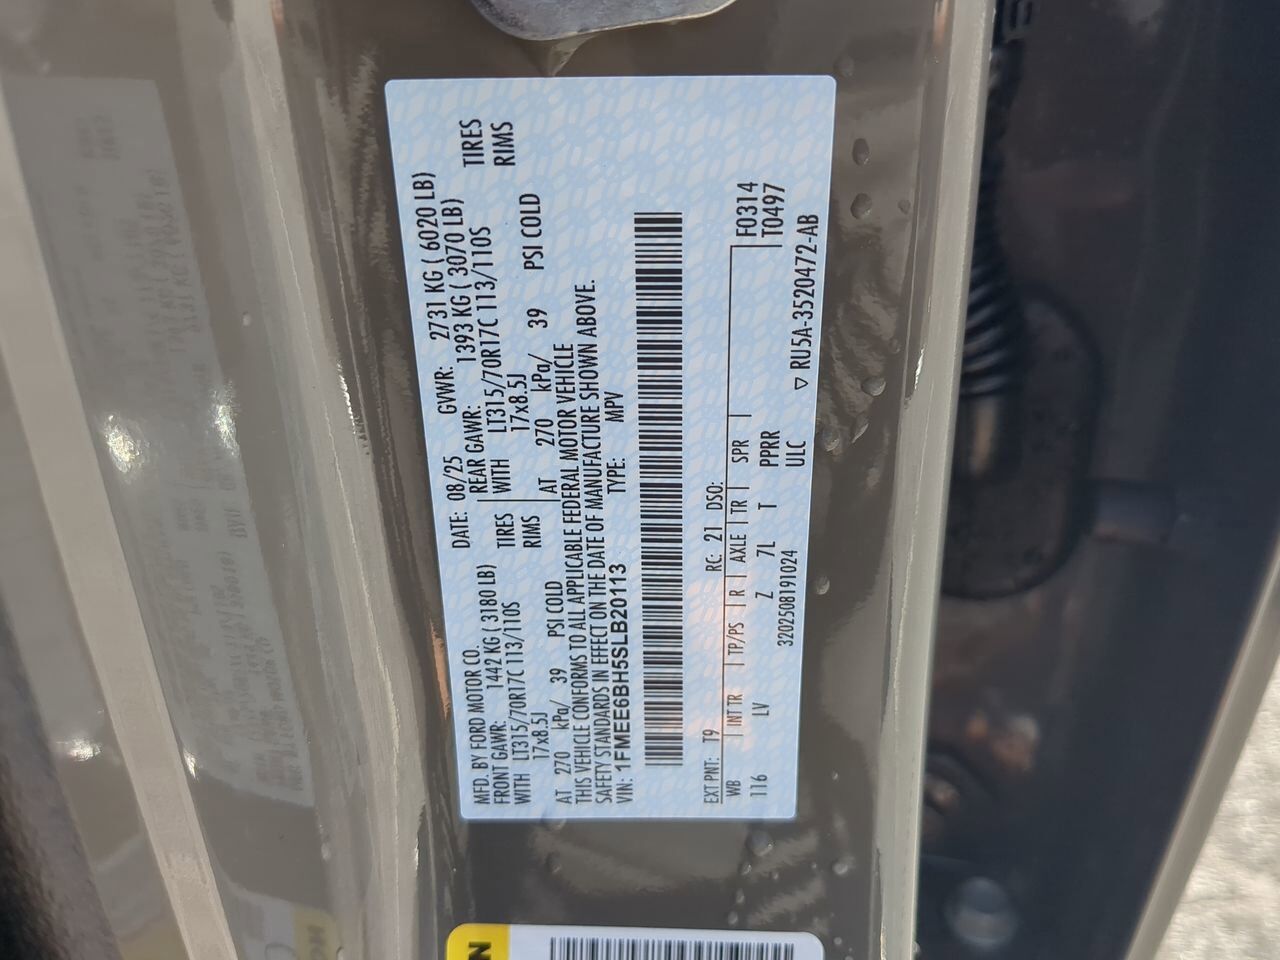 MFD. BY FORD MOTOR CO.
DATE: 08/25 GVWR: 2731 KG ( 6020 LB)
FRONT GAWR: 1442 KG ( 3180 LB) REAR GAWR: 1393 KG ( 3070 LB)
WITH LT315/70R17C 113/110S TIRES WITH LT315/70R17C 113/110S TIRES
17x8.5J RIMS 17x8.5J RIMS
AT 270 kPa/ 39 PSI COLD AT 270 kPa/ 39 PSI COLD
THIS VEHICLE CONFORMS TO ALL APPLICABLE FEDERAL MOTOR VEHICLE
SAFETY STANDARDS IN EFFECT ON THE DATE OF MANUFACTURE SHOWN ABOVE.
VIN: 1FMEE6BH5SLB20113 TYPE: MPV
EXT PNT: T9 RC: 21 DSO: F0314
WB INT TR TP/PS R AXLE TR SPR T0497
116 LV Z 7L T PPRR
3202508191024 ULC ▽ RU5A-3520472-AB